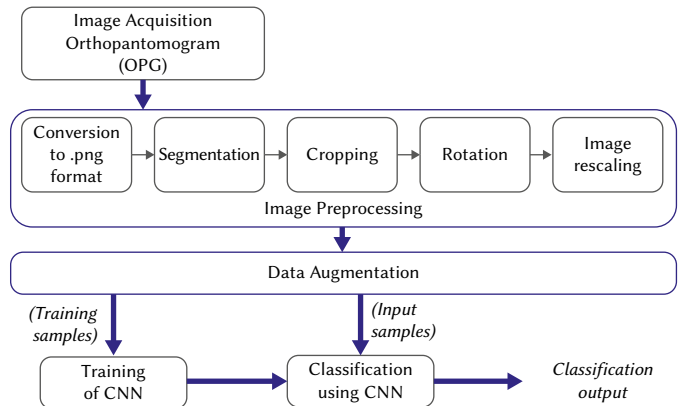 Image Acquisition
Orthopantomogram
(OPG)
Conversion
to .png
format
Segmentation
Cropping
Rotation
Image
rescaling
Image Preprocessing
Data Augmentation
(Training
samples)
(Input
samples)
Training
of CNN
Classification
using CNN
Classification
output